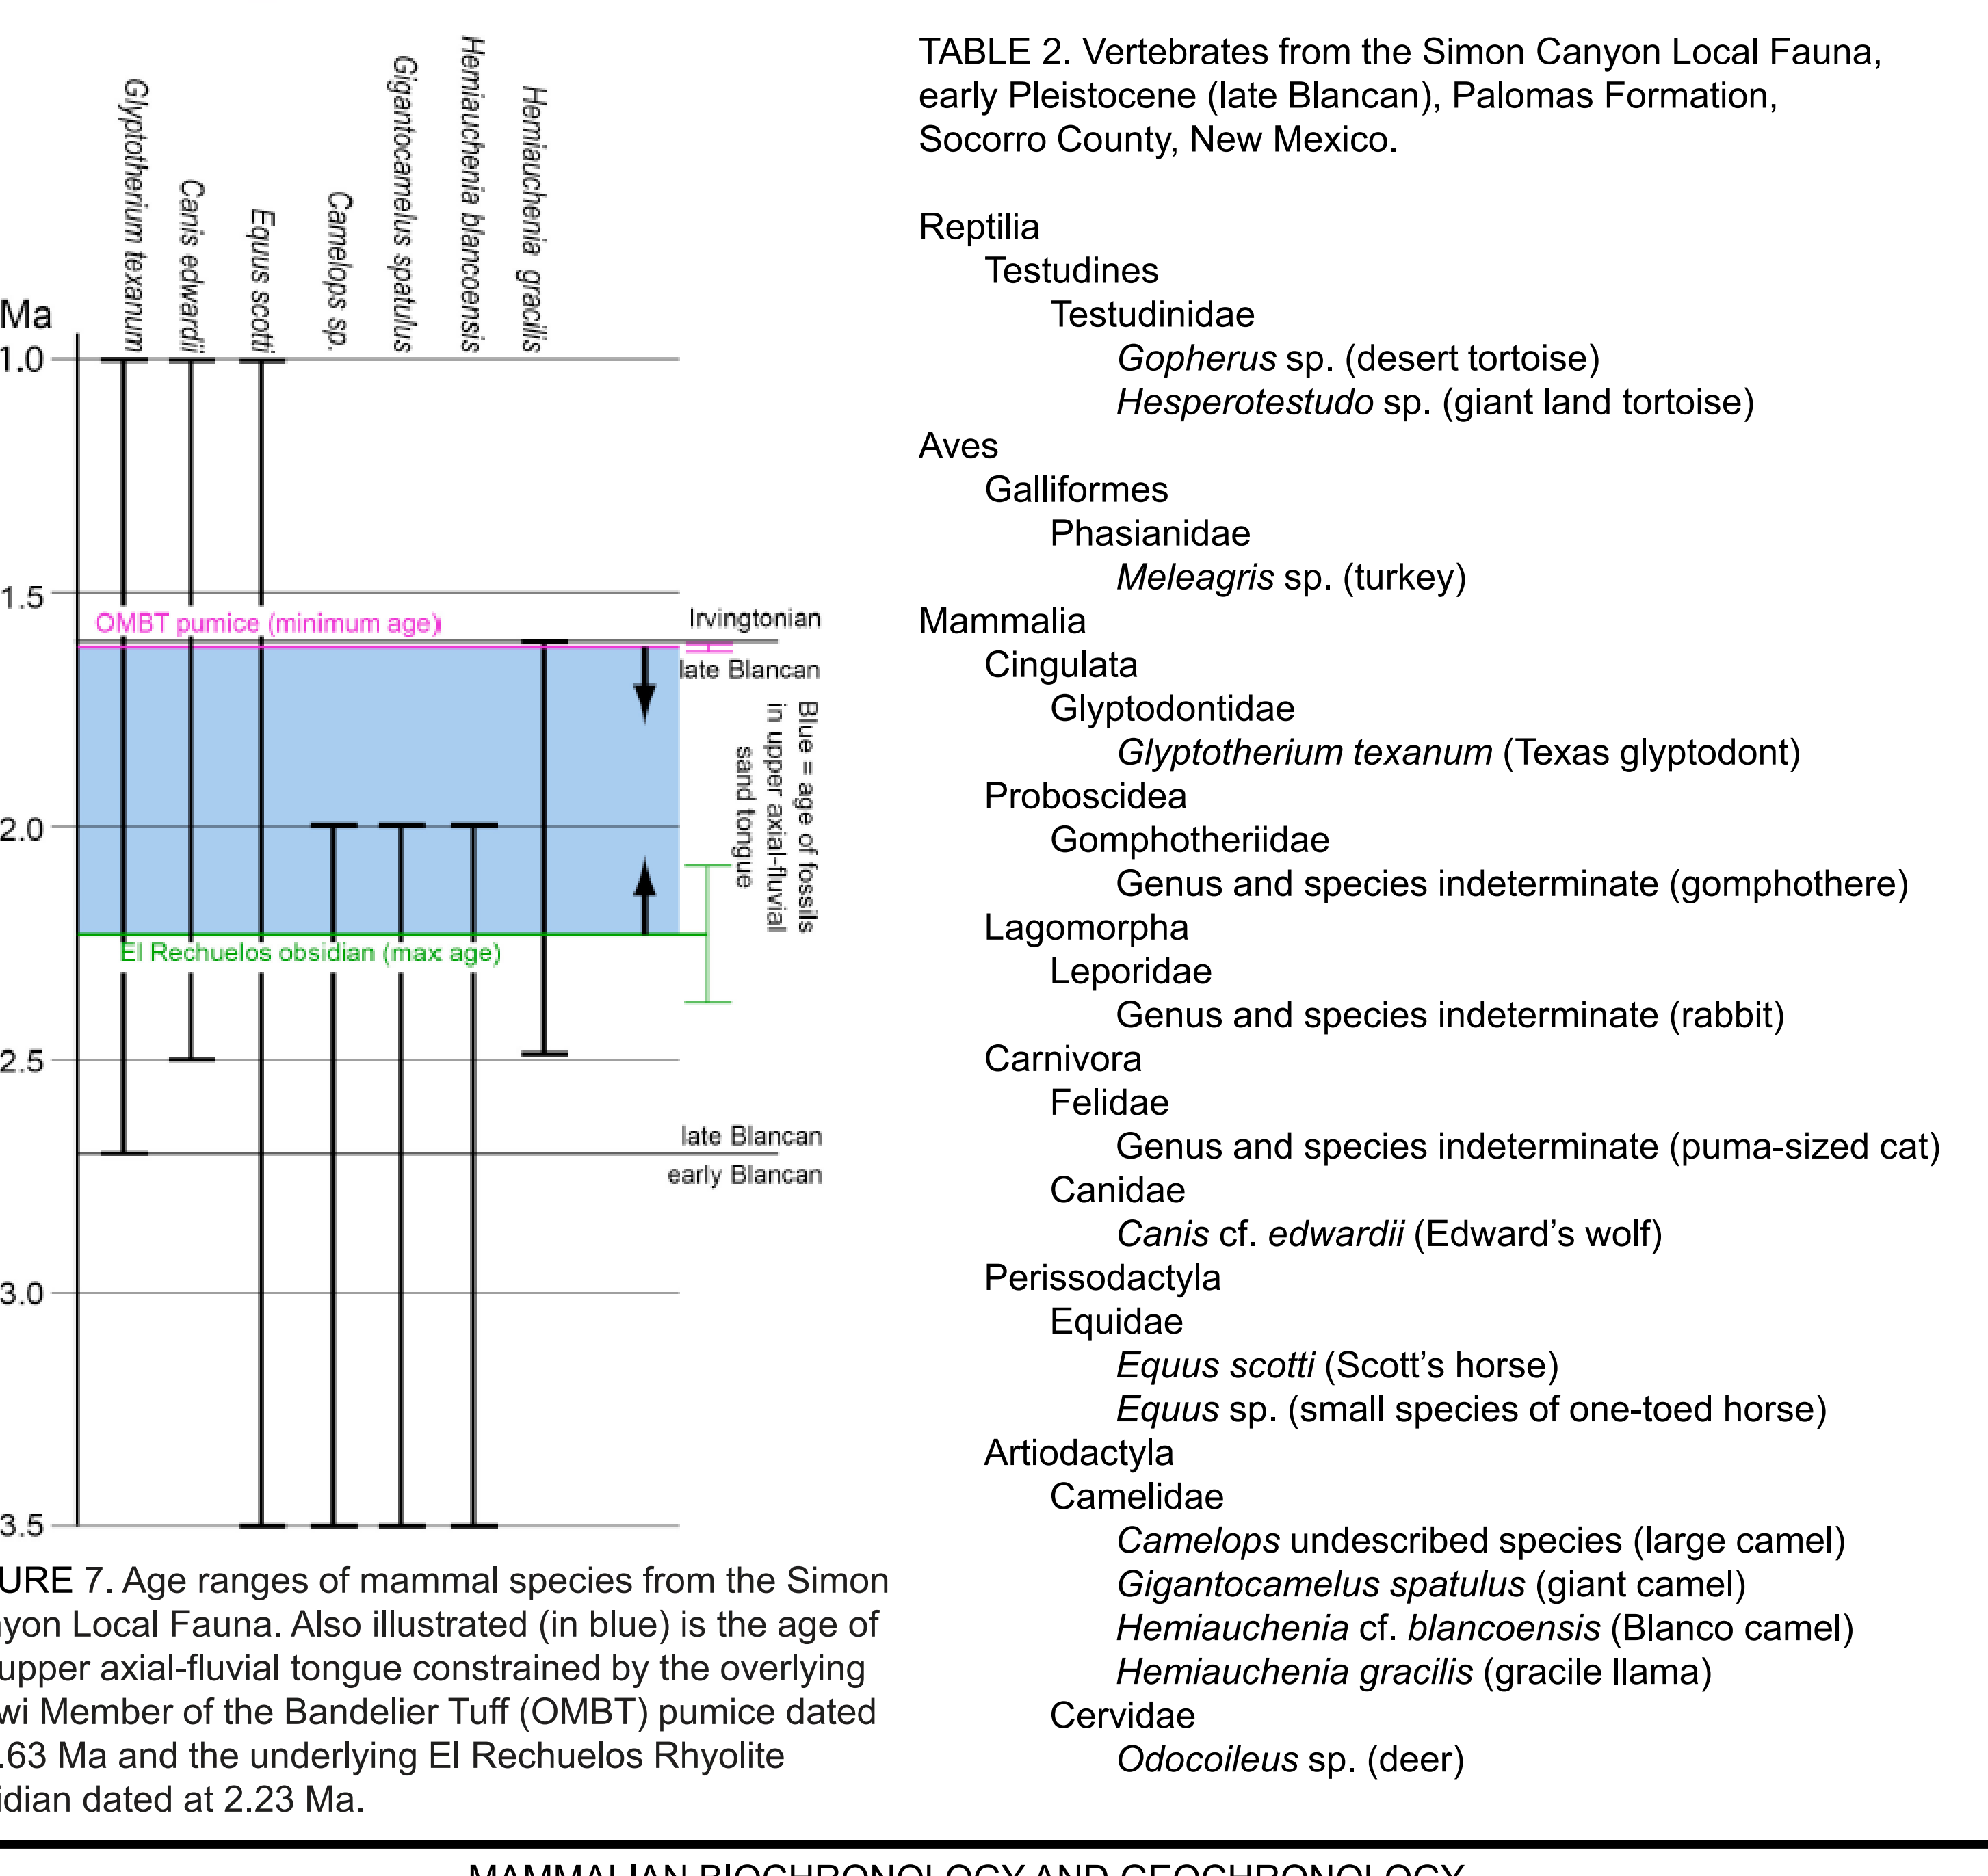 Glyptotherium texanum
Canis edwardii
Equus scotti
Camelops sp.
Gigantocamelus spatulus
Hemiauchenia blancoensis
Hemiauchenia gracilis
Ma
1.0
1.5
OMBT pumice (minimum age)
Irvingtonian
late Blancan
Blue = age of fossils
in upper axial-fluvial
sand tongue
2.0
El Rechuelos obsidian (max age)
2.5
late Blancan
early Blancan
3.0
3.5
URE 7. Age ranges of mammal species from the Simon
yon Local Fauna. Also illustrated (in blue) is the age of
upper axial-fluvial tongue constrained by the overlying
wi Member of the Bandelier Tuff (OMBT) pumice dated
.63 Ma and the underlying El Rechuelos Rhyolite
idian dated at 2.23 Ma.
TABLE 2. Vertebrates from the Simon Canyon Local Fauna,
early Pleistocene (late Blancan), Palomas Formation,
Socorro County, New Mexico.
Reptilia
Testudines
Testudinidae
Gopherus sp. (desert tortoise)
Hesperotestudo sp. (giant land tortoise)
Aves
Galliformes
Phasianidae
Meleagris sp. (turkey)
Mammalia
Cingulata
Glyptodontidae
Glyptotherium texanum (Texas glyptodont)
Proboscidea
Gomphotheriidae
Genus and species indeterminate (gomphothere)
Lagomorpha
Leporidae
Genus and species indeterminate (rabbit)
Carnivora
Felidae
Genus and species indeterminate (puma-sized cat)
Canidae
Canis cf. edwardii (Edward's wolf)
Perissodactyla
Equidae
Equus scotti (Scott's horse)
Equus sp. (small species of one-toed horse)
Artiodactyla
Camelidae
Camelops undescribed species (large camel)
Gigantocamelus spatulus (giant camel)
Hemiauchenia cf. blancoensis (Blanco camel)
Hemiauchenia gracilis (gracile llama)
Cervidae
Odocoileus sp. (deer)
MAMMALIAN BIOCHRONOLOGY AND GEOCHRONOLOGY